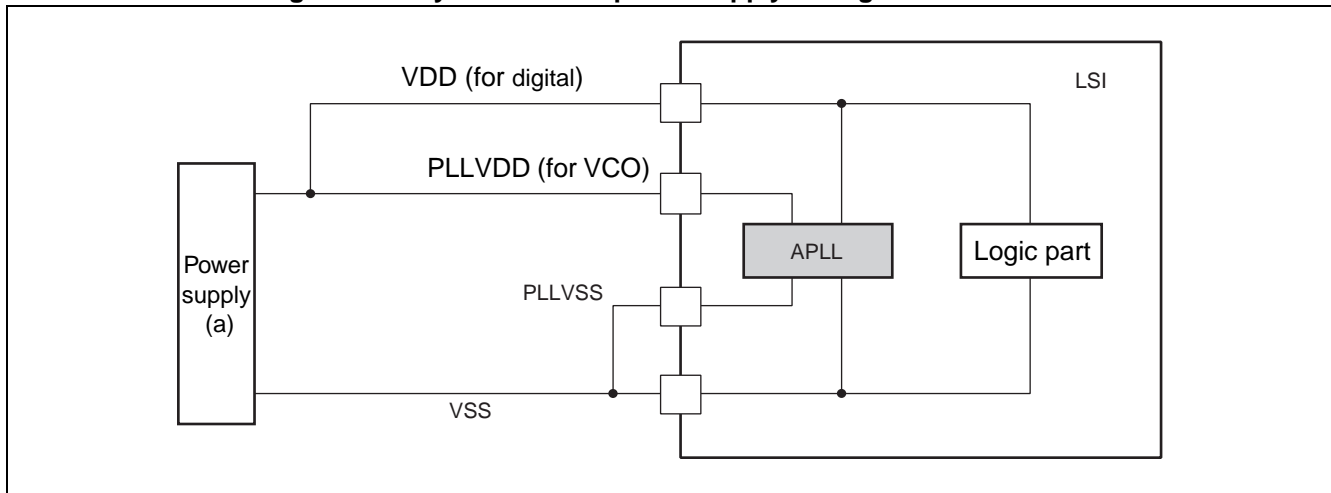 VDD (for digital)
LSI
PLLVDD (for VCO)
APLL
Logic part
Power
supply
(a)
PLLVSS
VSS